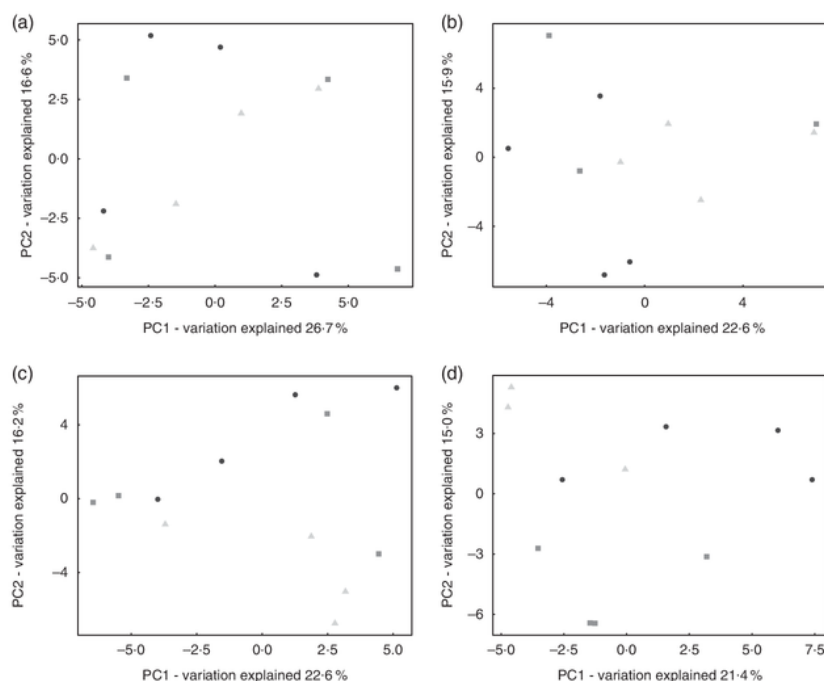 (a)
5·0
2·5
0·0
–2·5
–5·0
PC2 - variation explained 16·6 %
–5·0 –2·5 0·0 2·5 5·0
PC1 - variation explained 26·7 %
(b)
4
0
–4
PC2 - variation explained 15·9 %
–4 0 4
PC1 - variation explained 22·6 %
(c)
4
0
–4
PC2 - variation explained 16·2 %
–5·0 –2·5 0·0 2·5 5·0
PC1 - variation explained 22·6 %
(d)
3
0
–3
–6
PC2 - variation explained 15·0 %
–5·0 –2·5 0·0 2·5 5·0 7·5
PC1 - variation explained 21·4 %